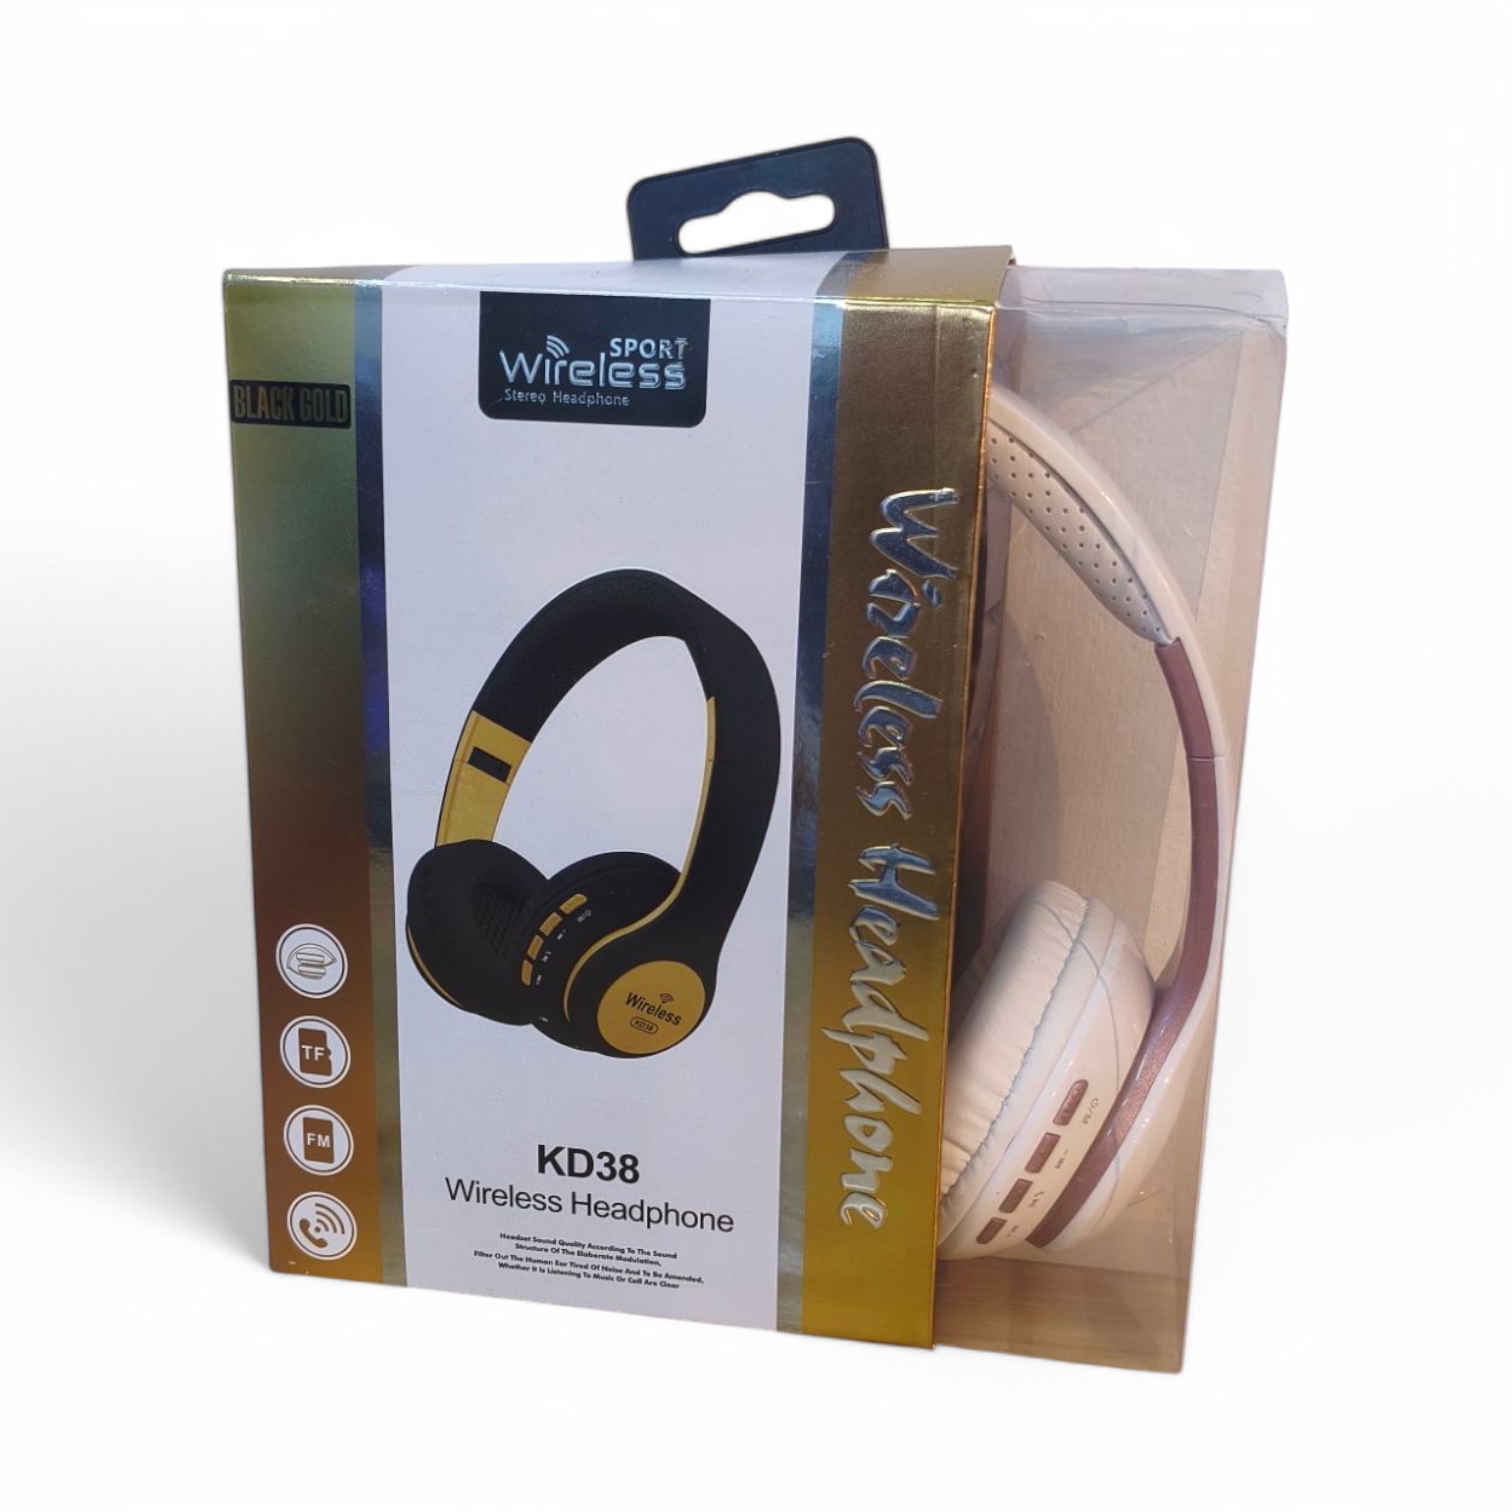 SPORT
Wireless
Stereo Headphone
BLACK GOLD
Wireless Headphone
Wireless
KD38
TF
FM
KD38
Wireless Headphone
Headset Sound Quality According To The Sound
Structure Of The Elaborate Modulation,
Filter Out The Human Ear Tired Of Noise And To Be Amended,
Whether It Is Listening To Music Or Call Are Clear